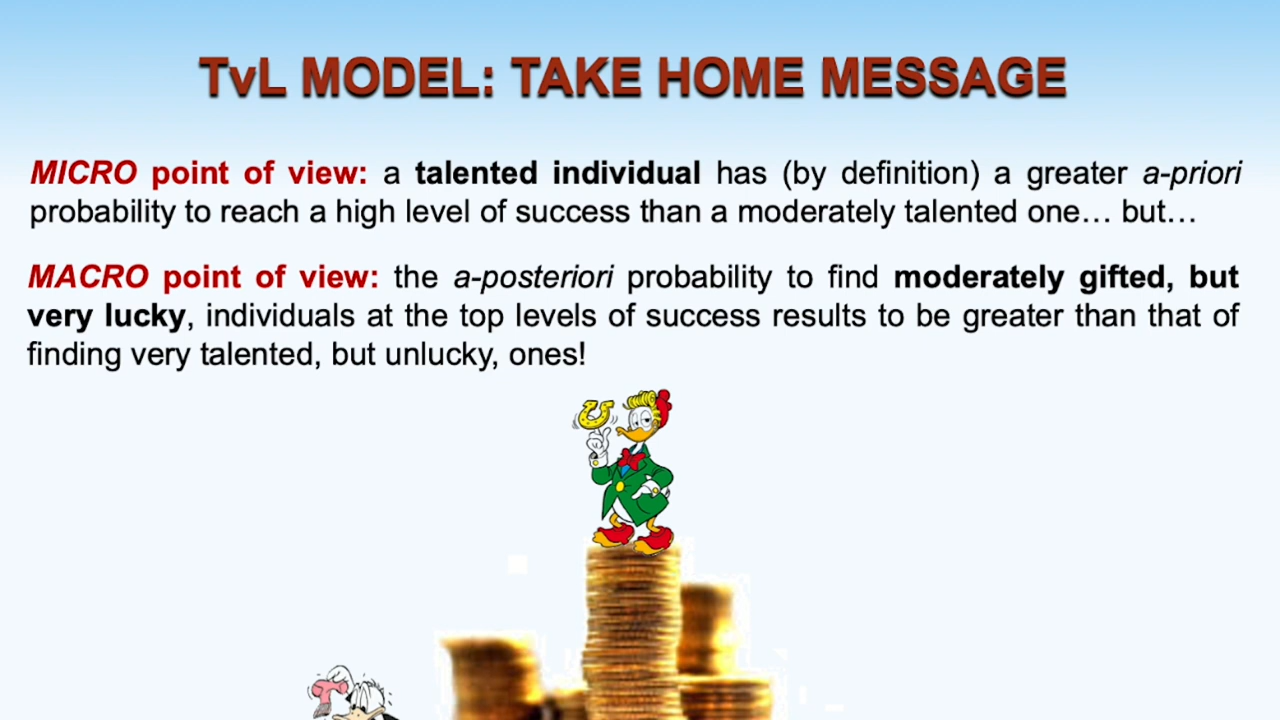 TvL MODEL: TAKE HOME MESSAGE
MICRO point of view: a talented individual has (by definition) a greater a-priori
probability to reach a high level of success than a moderately talented one… but…
MACRO point of view: the a-posteriori probability to find moderately gifted, but
very lucky, individuals at the top levels of success results to be greater than that of
finding very talented, but unlucky, ones!